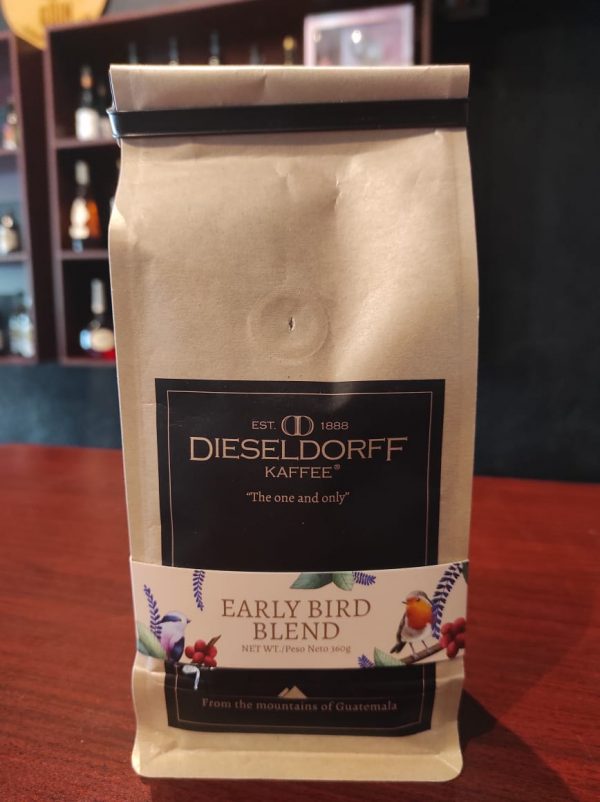 EST. 1888
DIESELDORFF
KAFFEE®
“The one and only”
EARLY BIRD
BLEND
NET WT./Peso Neto 360g
From the mountains of Guatemala